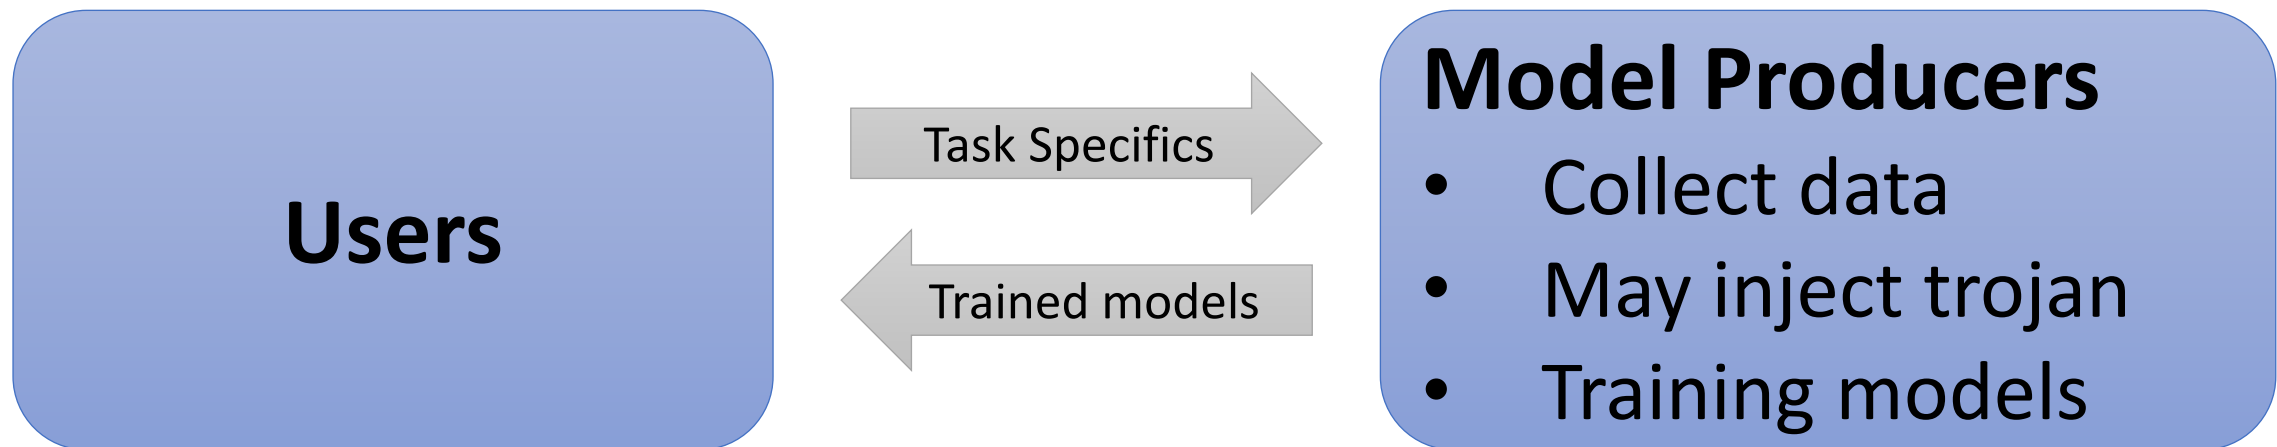 Users
Task Specifics
Trained models
Model Producers
• Collect data
• May inject trojan
• Training models